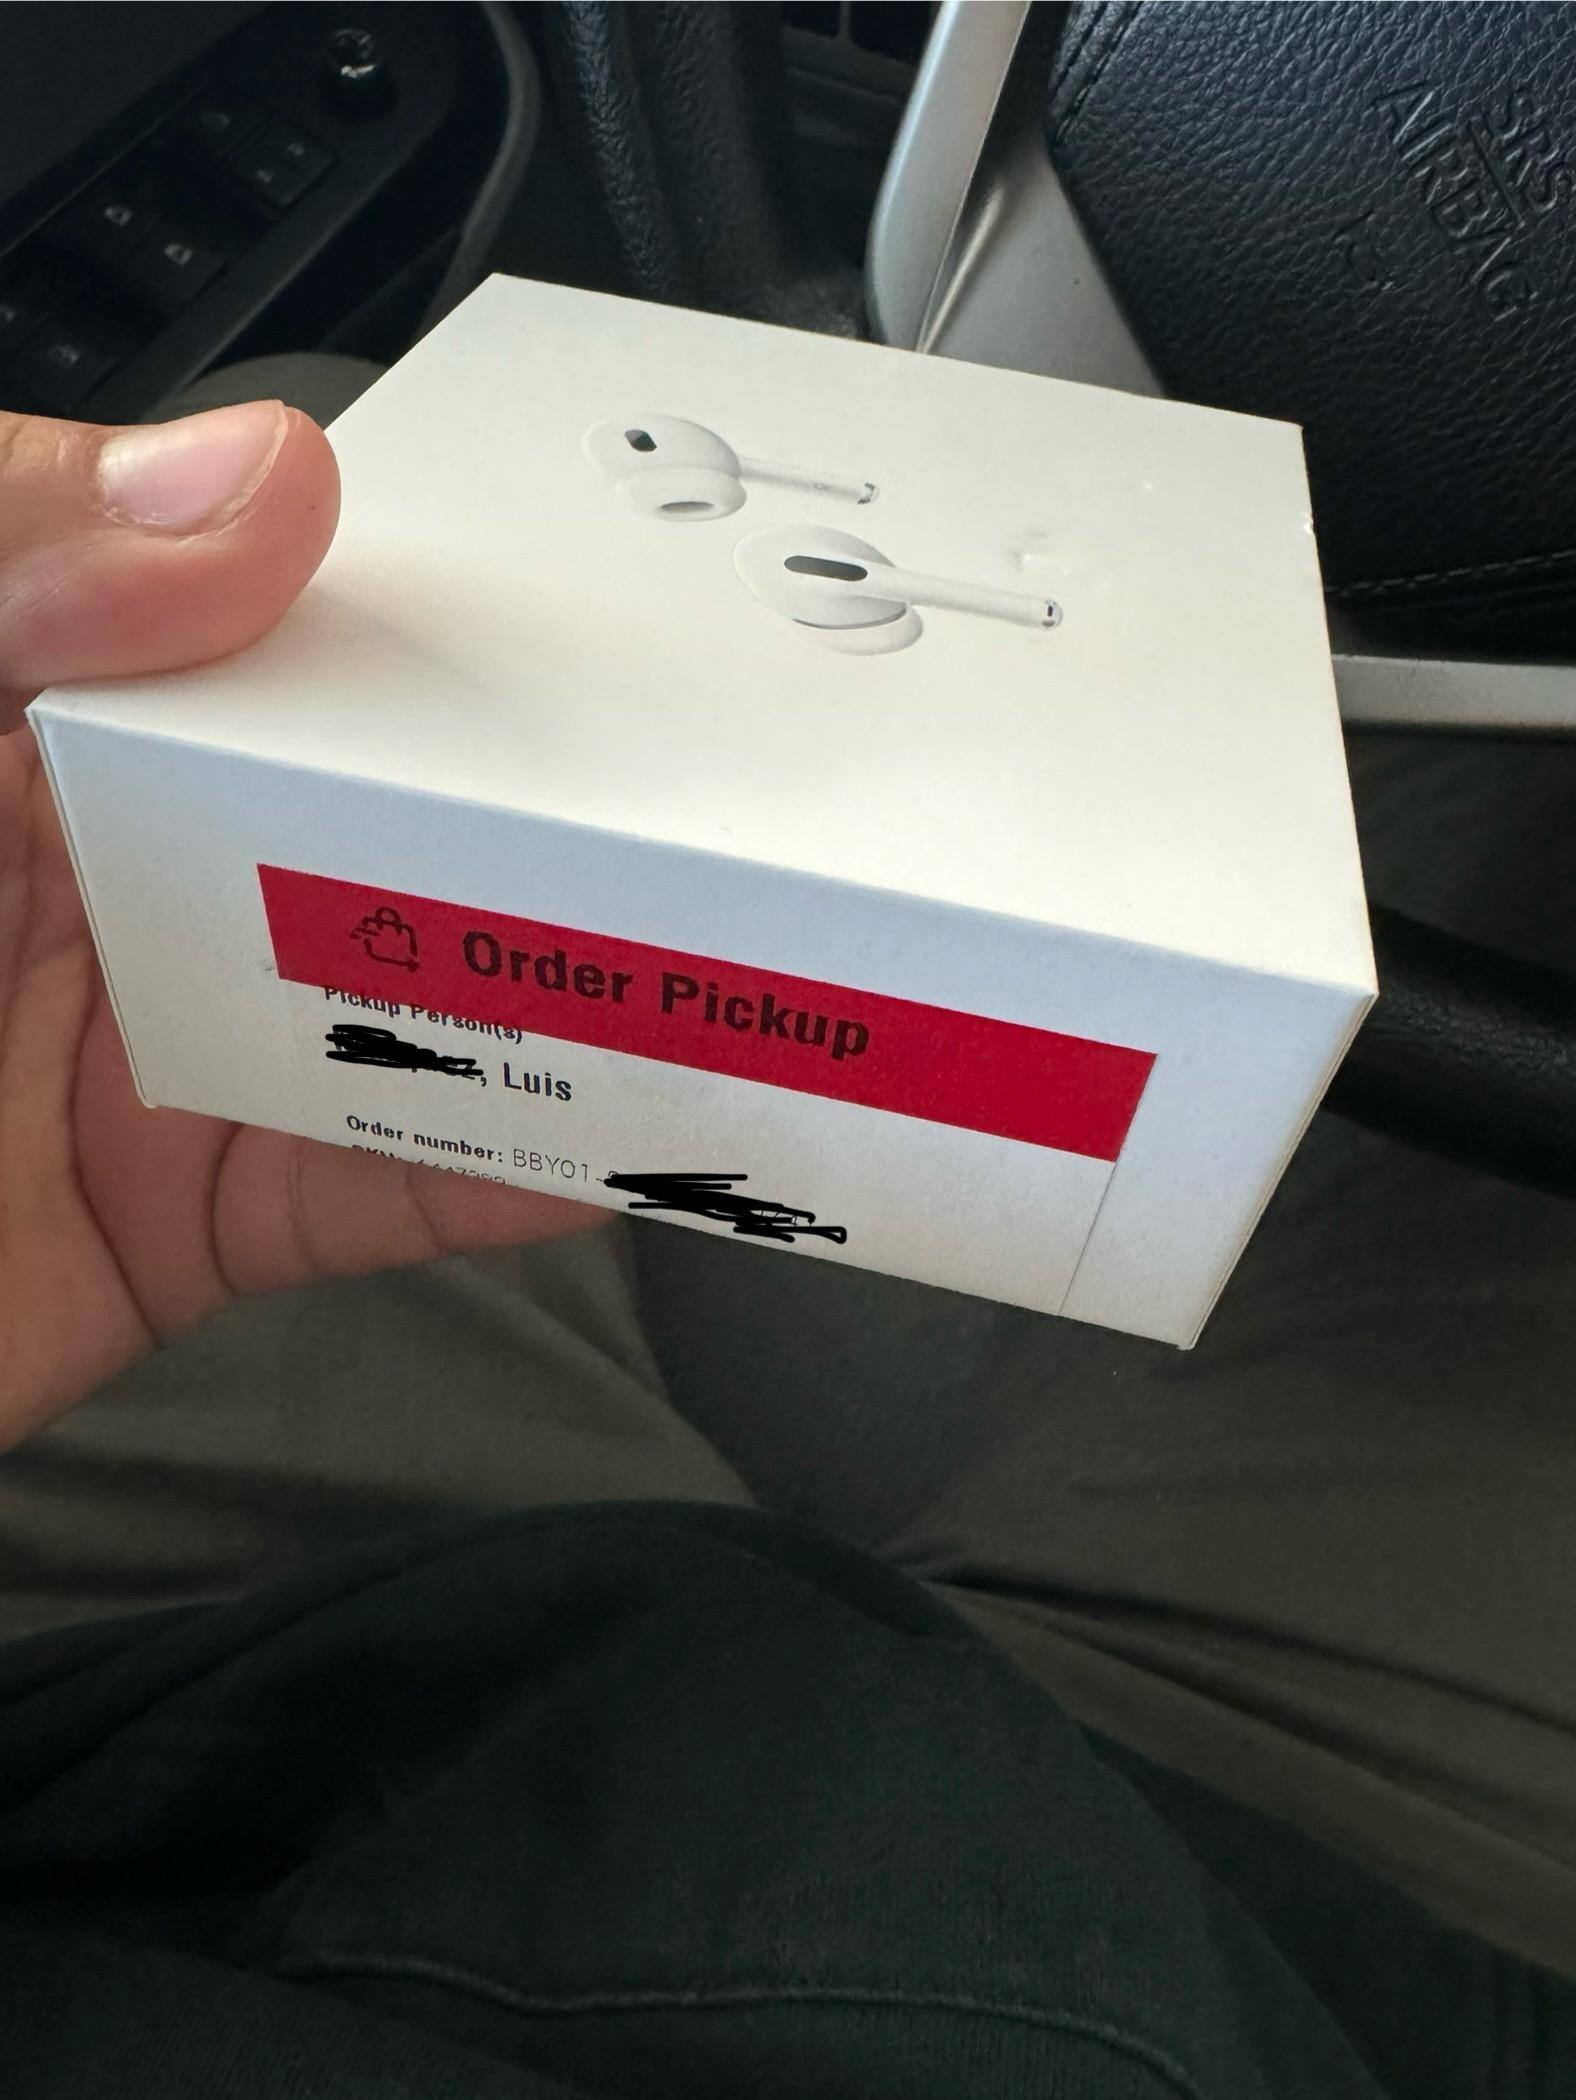 SRS
AIRBAG
Order Pickup
Pickup Person(s)
, Luis
Order number: BBY01-